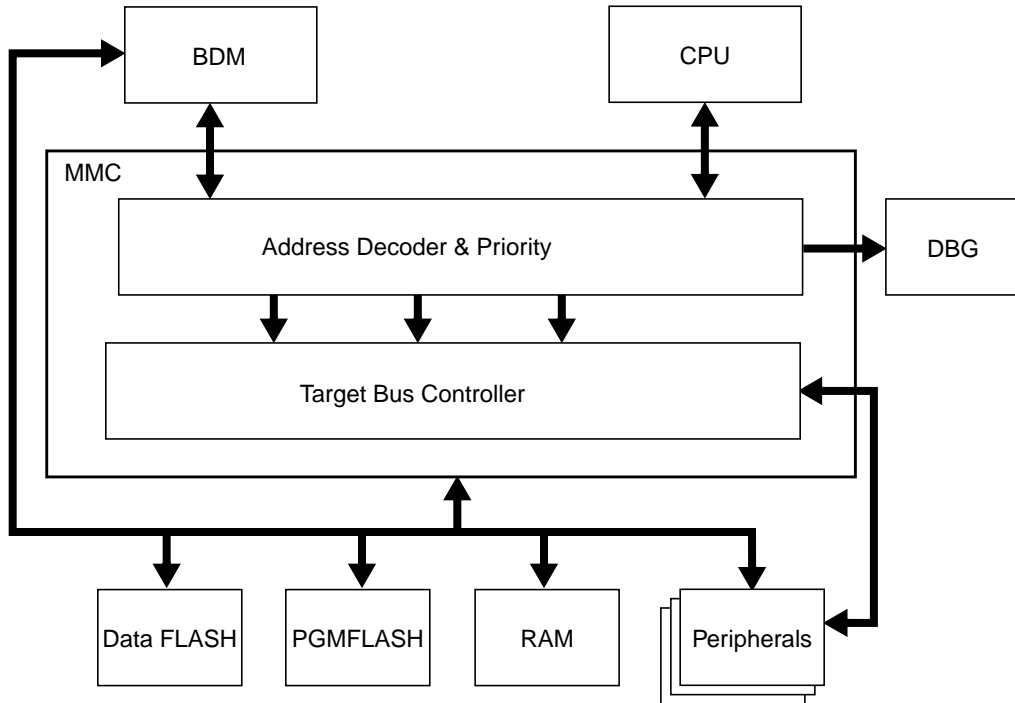 BDM
CPU
MMC
Address Decoder & Priority
DBG
Target Bus Controller
Data FLASH
PGMFLASH
RAM
Peripherals